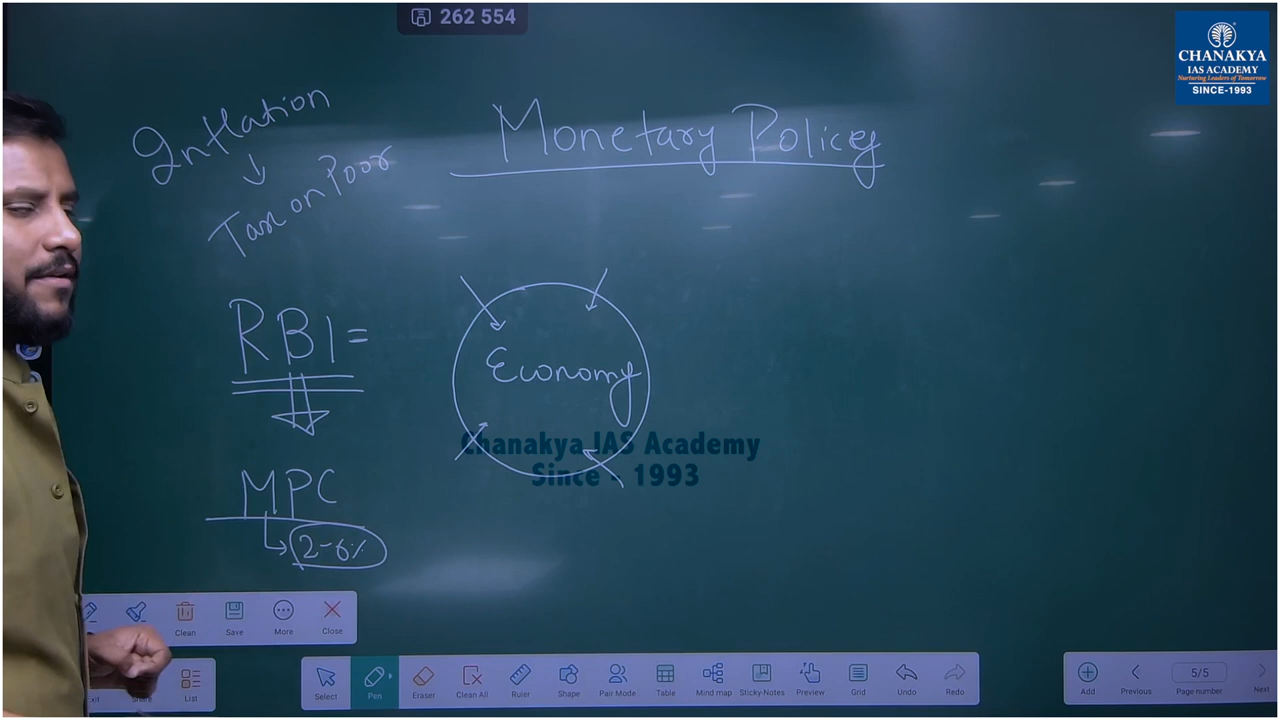 262 554
CHANAKYA
IAS ACADEMY
Nurturing Leaders of Tomorrow
SINCE-1993
Inflation
Tax on Poor
Monetary Policy
RBI=
Economy
Chanakya IAS Academy
Since - 1993
MPC
2-6%
Clean
Save
More
Close
Exit
Share
List
Select
Pen
Eraser
Clean All
Ruler
Shape
Pair Mode
Table
Mind map
Sticky-Notes
Preview
Grid
Undo
Redo
Add
Previous
5/5
Page number
Next